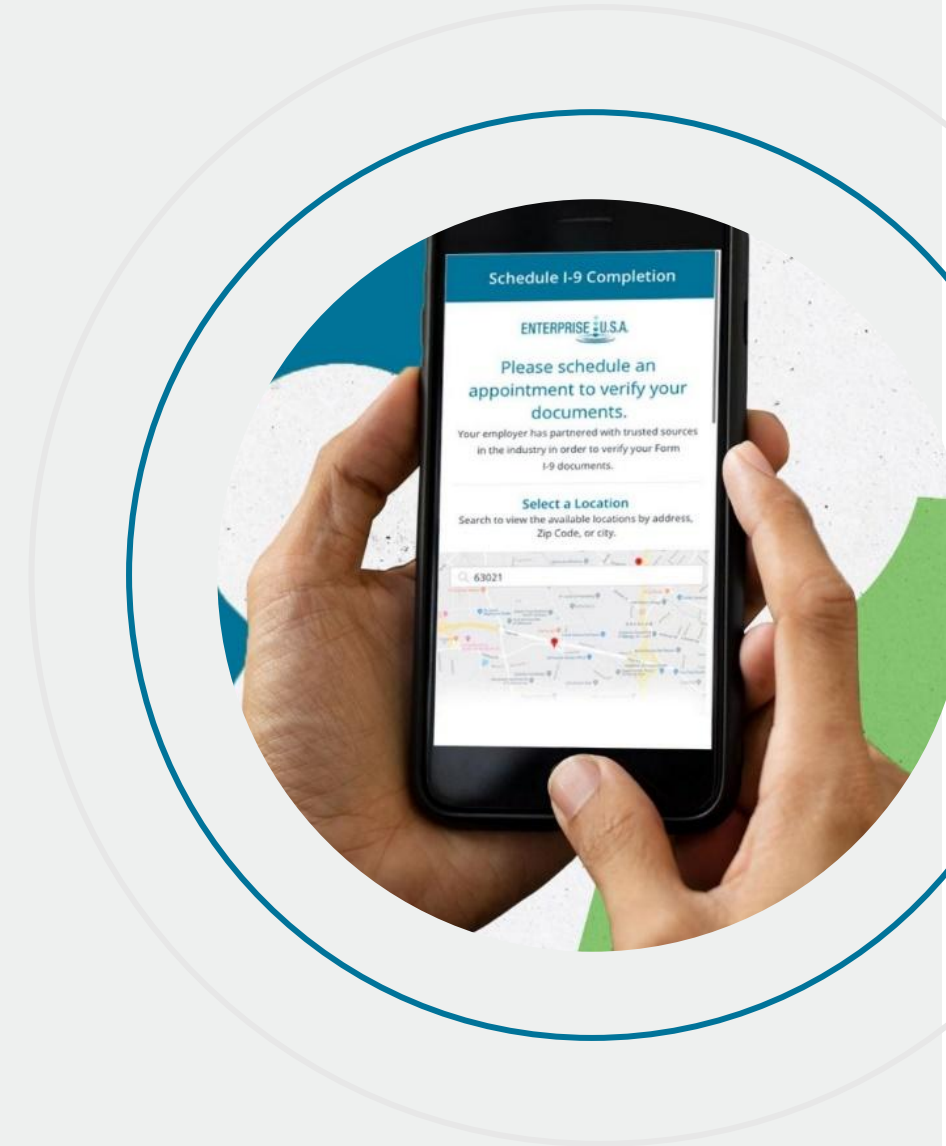 Schedule I-9 Completion
ENTERPRISE U.S.A.
Please schedule an
appointment to verify your
documents.
Your employer has partnered with trusted sources
in the industry in order to verify your Form
I-9 documents.
Select a Location
Search to view the available locations by address,
Zip Code, or city.
63021